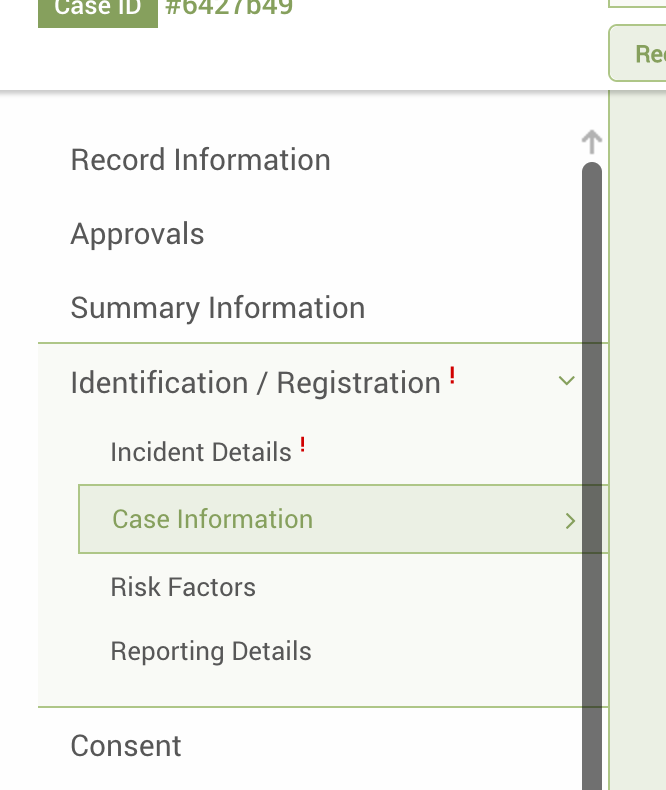 Case ID #6427b49
Record Information
Approvals
Summary Information
Identification / Registration !
Incident Details !
Case Information
Risk Factors
Reporting Details
Consent